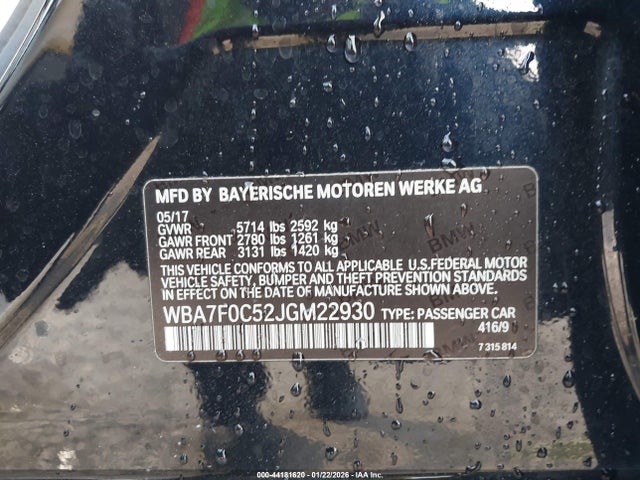 MFD BY BAYERISCHE MOTOREN WERKE AG
05/17
GVWR 5714 lbs 2592 kg
GAWR FRONT 2780 lbs 1261 kg
GAWR REAR 3131 lbs 1420 kg
THIS VEHICLE CONFORMS TO ALL APPLICABLE U.S.FEDERAL MOTOR
VEHICLE SAFETY, BUMPER AND THEFT PREVENTION STANDARDS
IN EFFECT ON THE DATE OF MANUFACTURE SHOWN ABOVE.
WBA7F0C52JGM22930 TYPE: PASSENGER CAR
416/9
7 315 814
000-44181620 - 01/22/2026 - IAA Inc.